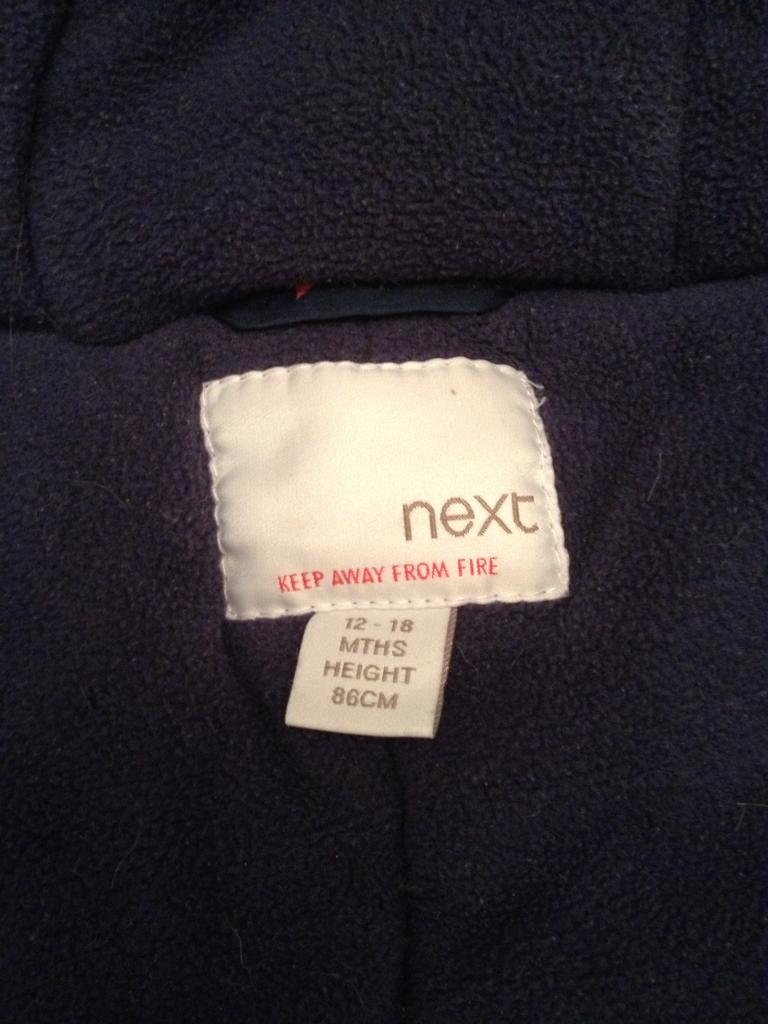 next
KEEP AWAY FROM FIRE
12 - 18
MTHS
HEIGHT
86CM